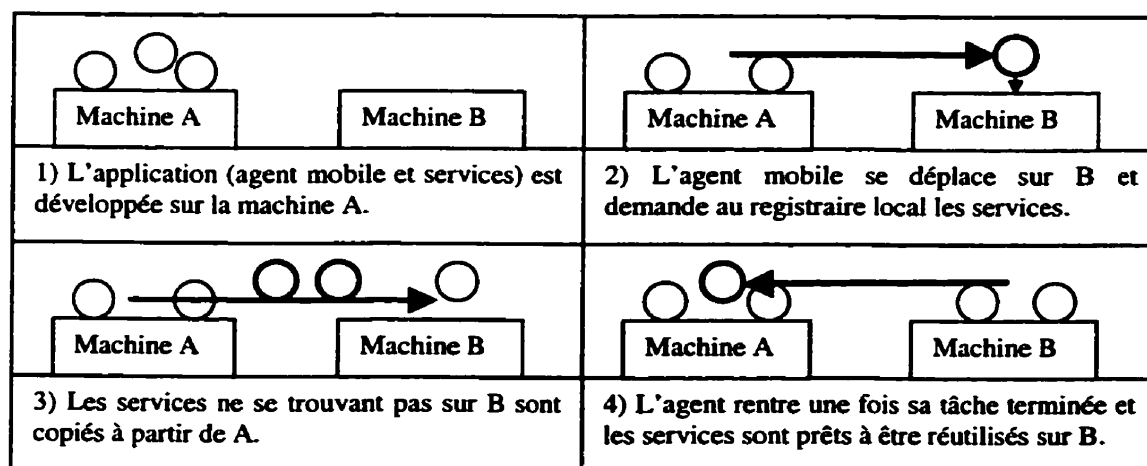 Machine A
Machine B
1) L'application (agent mobile et services) est
développée sur la machine A.
Machine A
Machine B
2) L'agent mobile se déplace sur B et
demande au registraire local les services.
Machine A
Machine B
3) Les services ne se trouvant pas sur B sont
copiés à partir de A.
Machine A
Machine B
4) L'agent rentre une fois sa tâche terminée et
les services sont prêts à être réutilisés sur B.